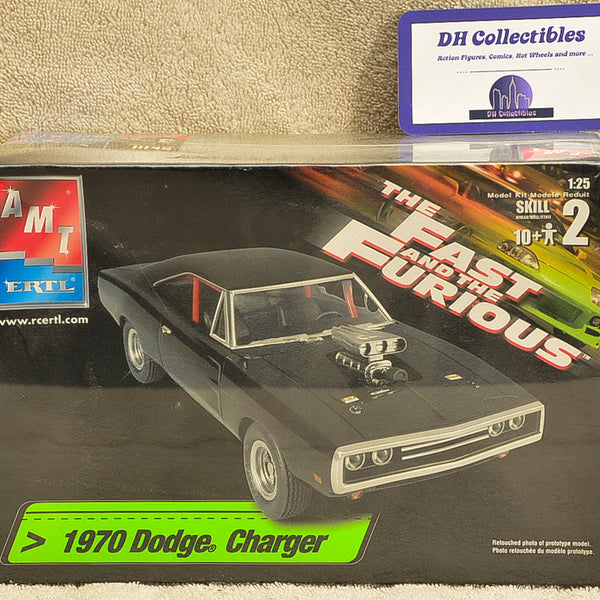 DH Collectibles
Action Figures, Comics, Hot Wheels and more ...
DH Collectibles
AMT
ERTL
www.rcertl.com
THE
FAST
AND THE
FURIOUS™
1:25
Model Kit Modele Reduit
SKILL 2
10+
> 1970 Dodge® Charger
Retouched photo of prototype model.
Photo retouchée du modèle prototype.